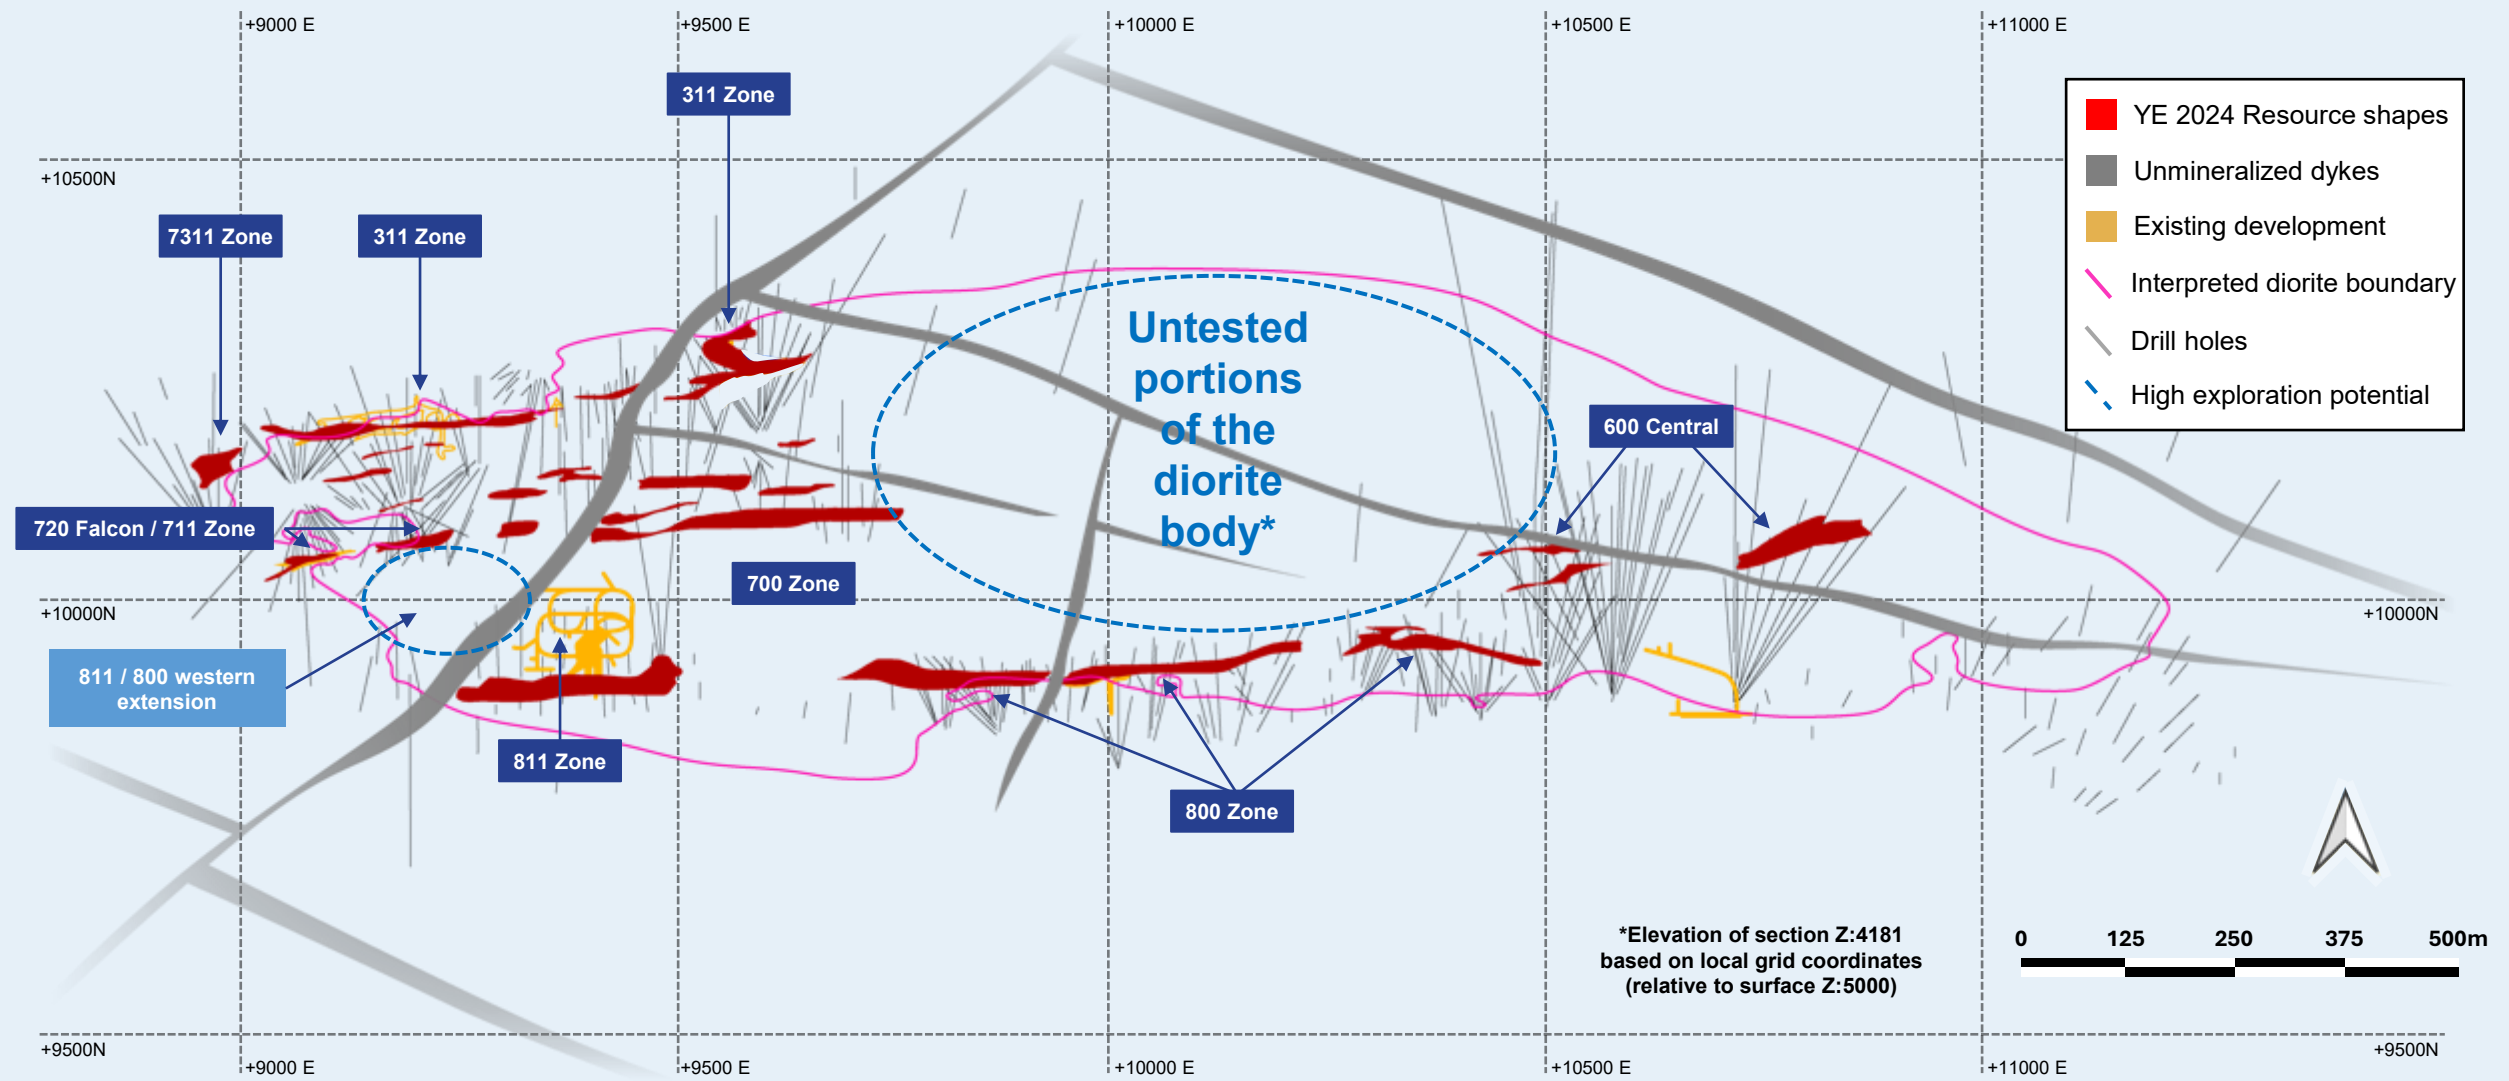 +9000 E
+9500 E
+10000 E
+10500 E
+11000 E
311 Zone
YE 2024 Resource shapes
Unmineralized dykes
Existing development
Interpreted diorite boundary
Drill holes
High exploration potential
+10500N
7311 Zone
311 Zone
Untested
portions
of the
diorite
body*
600 Central
720 Falcon / 711 Zone
700 Zone
+10000N
+10000N
811 / 800 western
extension
811 Zone
800 Zone
*Elevation of section Z:4181
based on local grid coordinates
(relative to surface Z:5000)
0 125 250 375 500m
+9500N
+9500N
+9000 E
+9500 E
+10000 E
+10500 E
+11000 E